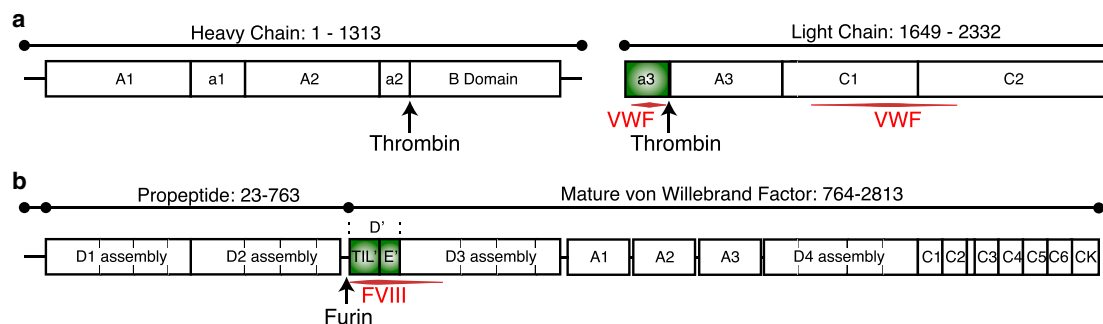 a
Heavy Chain: 1 - 1313
Light Chain: 1649 - 2332
A1 a1 A2 a2 B Domain a3 A3 C1 C2
VWF VWF
Thrombin Thrombin
b
Propeptide: 23-763
Mature von Willebrand Factor: 764-2813
D'
D1 assembly D2 assembly TIL' E' D3 assembly A1 A2 A3 D4 assembly C1 C2 C3 C4 C5 C6 CK
FVIII
Furin